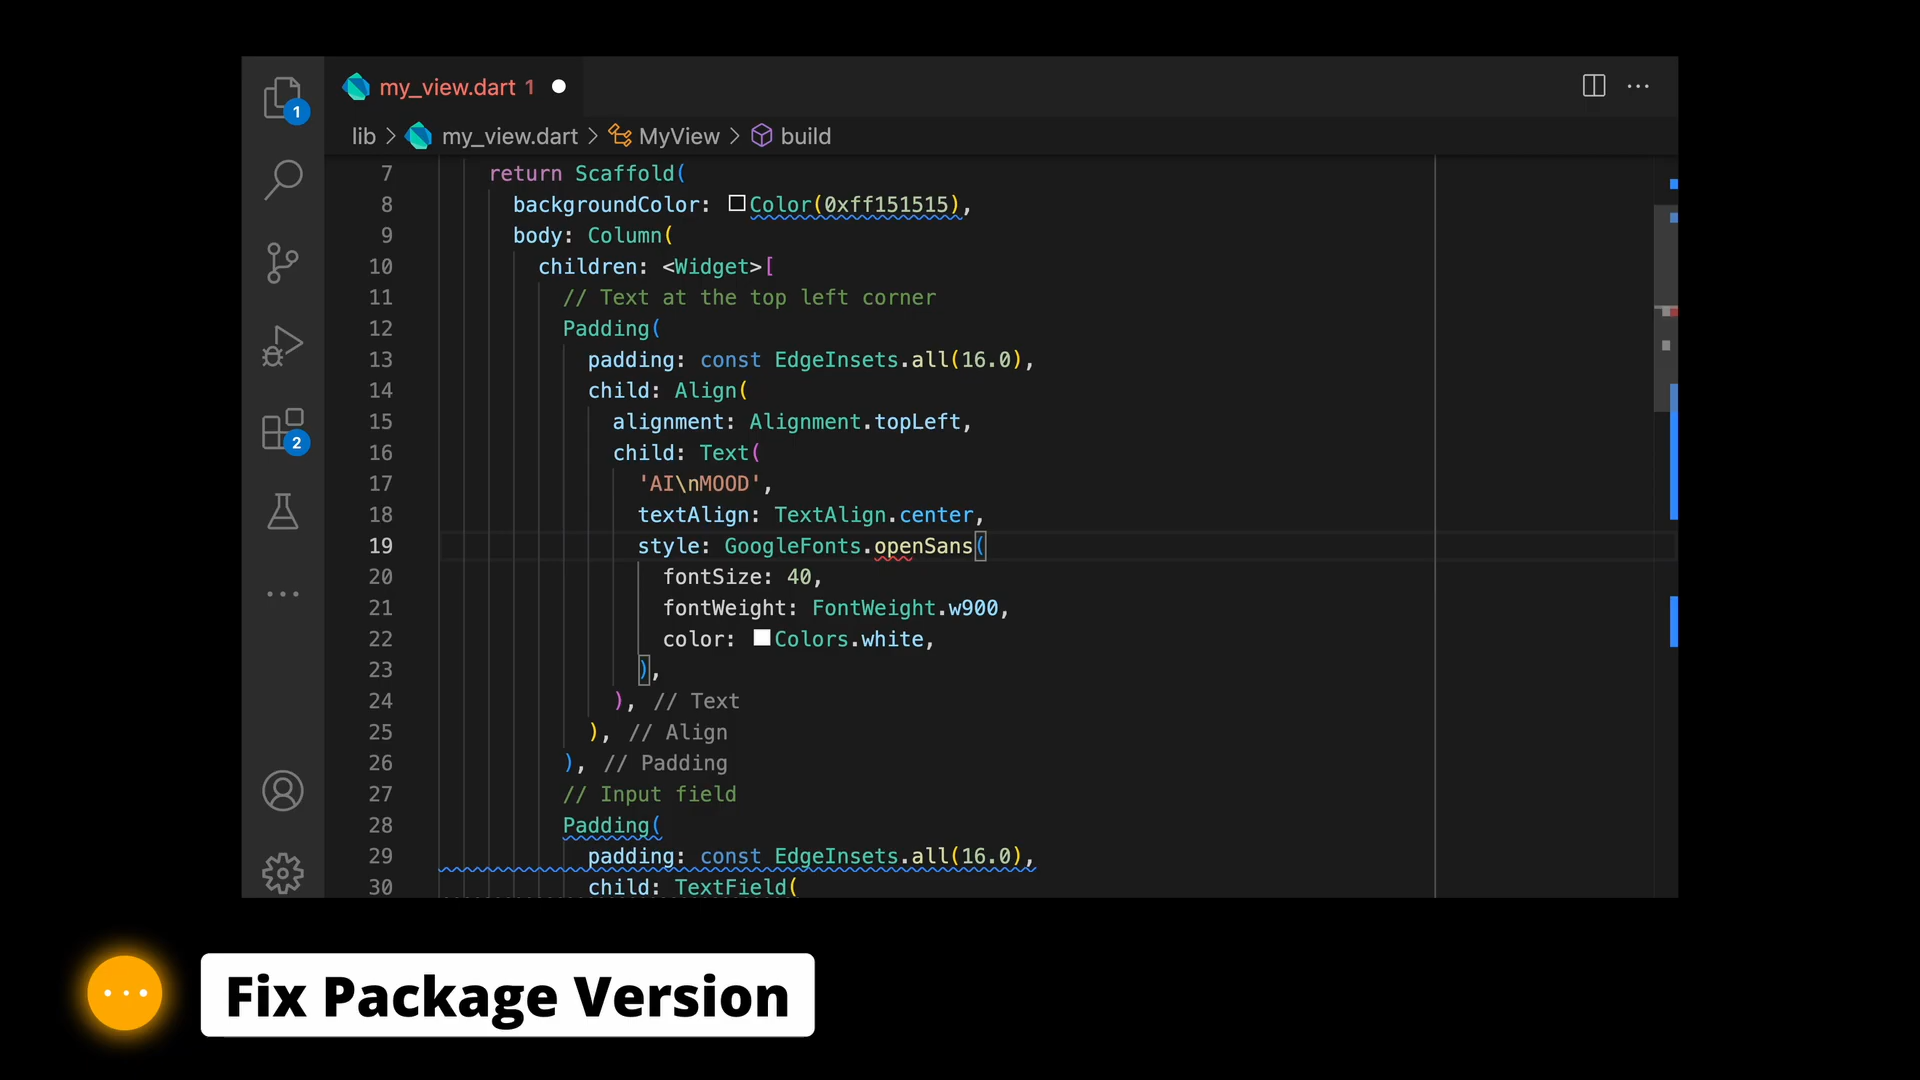 my_view.dart 1
1
lib > my_view.dart > MyView > build
7 return Scaffold(
8 backgroundColor: Color(0xff151515),
9 body: Column(
10 children: <Widget>[
11 // Text at the top left corner
12 Padding(
13 padding: const EdgeInsets.all(16.0),
14 child: Align(
15 alignment: Alignment.topLeft,
16 child: Text(
2
17 'AI\nMOOD',
18 textAlign: TextAlign.center,
19 style: GoogleFonts.openSans(
20 fontSize: 40,
21 fontWeight: FontWeight.w900,
22 color: Colors.white,
23 ),
24 ), // Text
25 ), // Align
26 ), // Padding
27 // Input field
28 Padding(
29 padding: const EdgeInsets.all(16.0),
30 child: TextField(
Fix Package Version